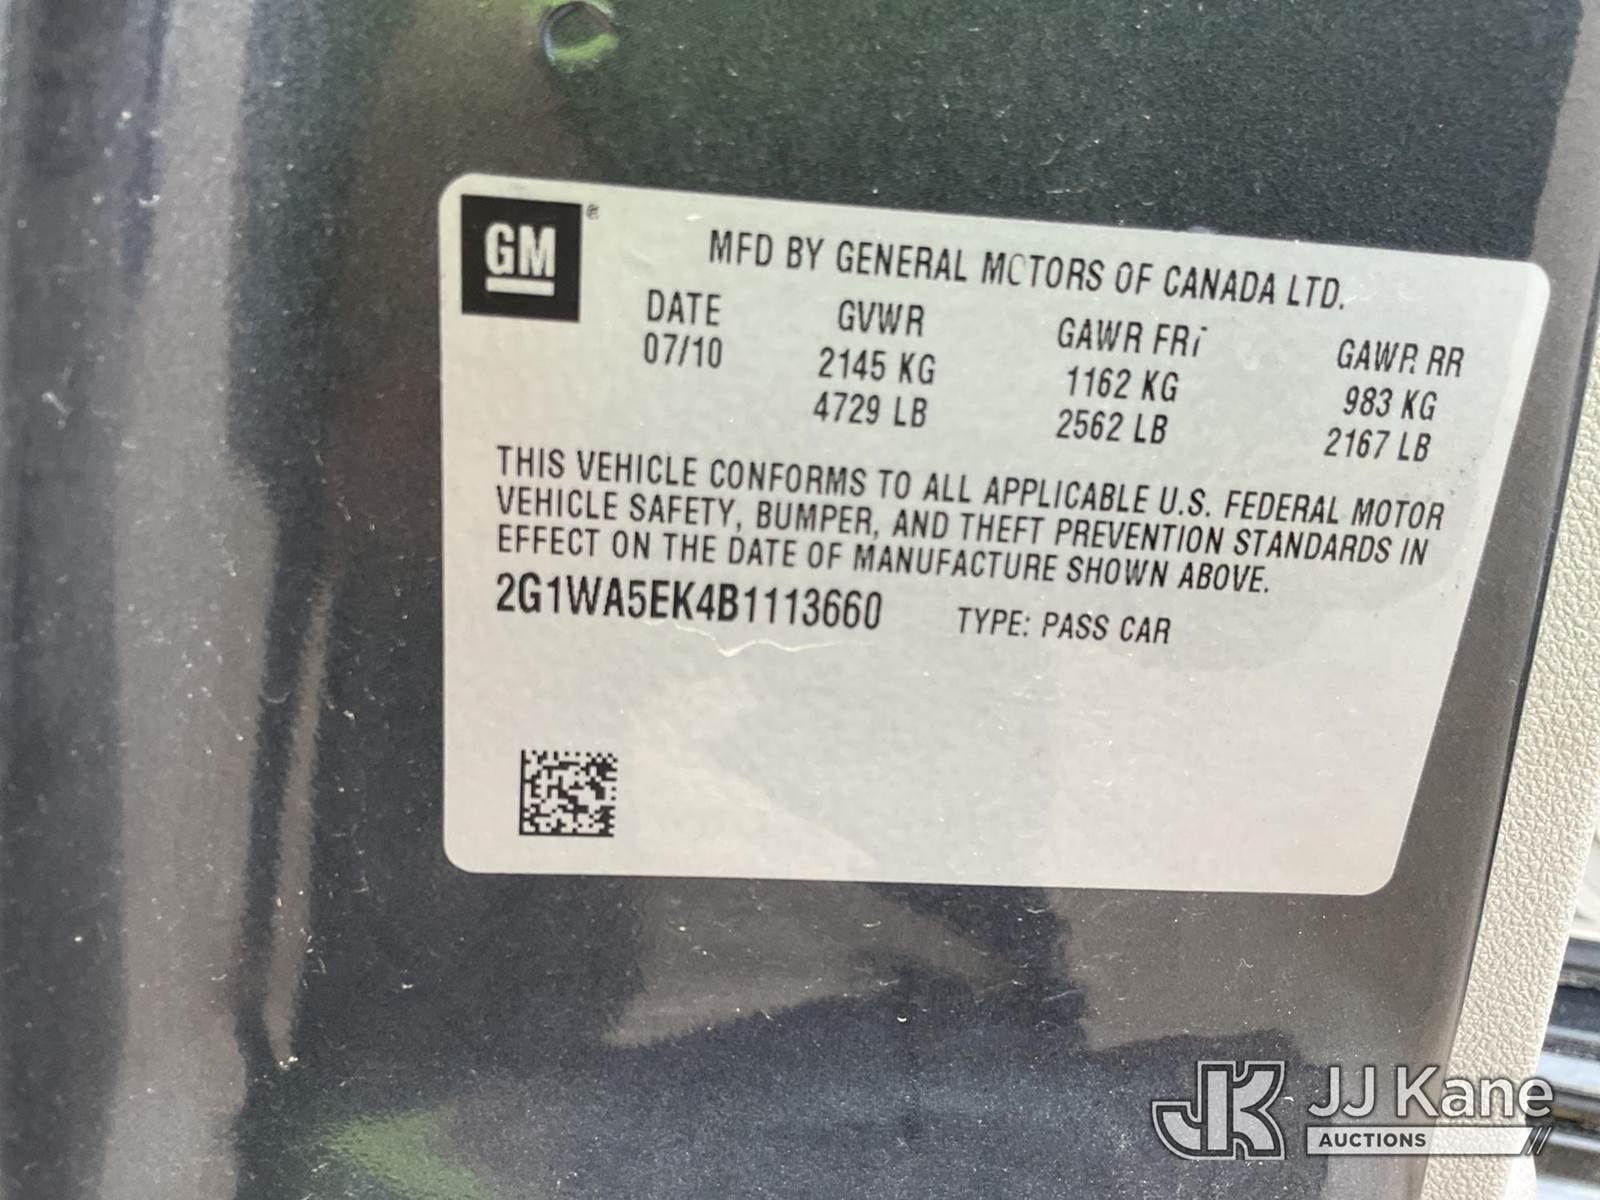 GM
MFD BY GENERAL MOTORS OF CANADA LTD.
DATE GVWR GAWR FRT GAWR RR
07/10 2145 KG 1162 KG 983 KG
4729 LB 2562 LB 2167 LB
THIS VEHICLE CONFORMS TO ALL APPLICABLE U.S. FEDERAL MOTOR
VEHICLE SAFETY, BUMPER, AND THEFT PREVENTION STANDARDS IN
EFFECT ON THE DATE OF MANUFACTURE SHOWN ABOVE.
2G1WA5EK4B1113660 TYPE: PASS CAR
JK JJ Kane
AUCTIONS